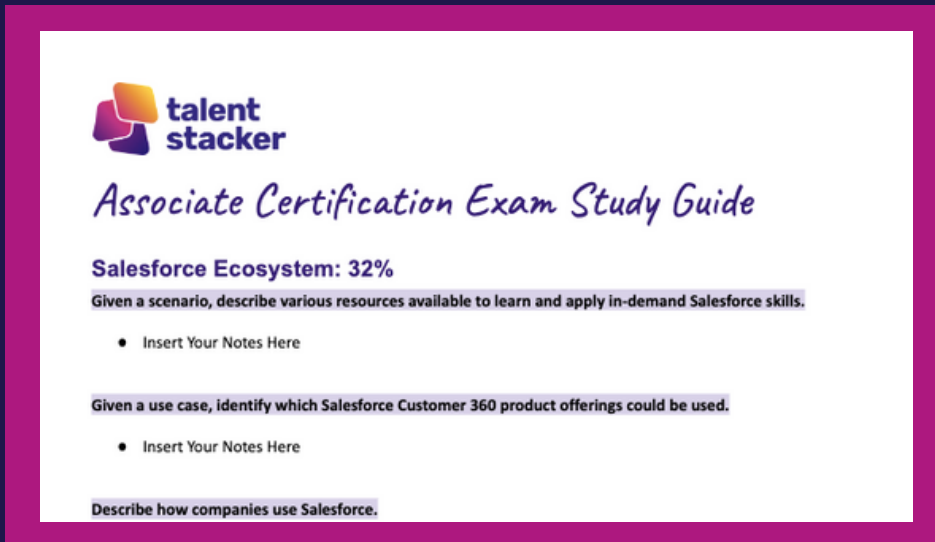 talent
stacker
Associate Certification Exam Study Guide
Salesforce Ecosystem: 32%
Given a scenario, describe various resources available to learn and apply in-demand Salesforce skills.
● Insert Your Notes Here
Given a use case, identify which Salesforce Customer 360 product offerings could be used.
● Insert Your Notes Here
Describe how companies use Salesforce.